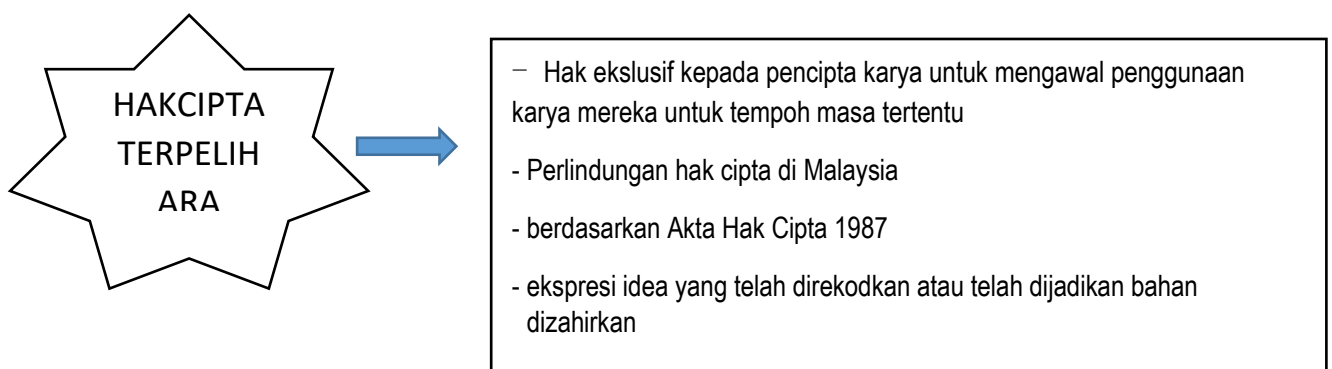 HAKCIPTA
TERPELIH
ARA
– Hak ekslusif kepada pencipta karya untuk mengawal penggunaan
karya mereka untuk tempoh masa tertentu
- Perlindungan hak cipta di Malaysia
- berdasarkan Akta Hak Cipta 1987
- ekspresi idea yang telah direkodkan atau telah dijadikan bahan
dizahirkan